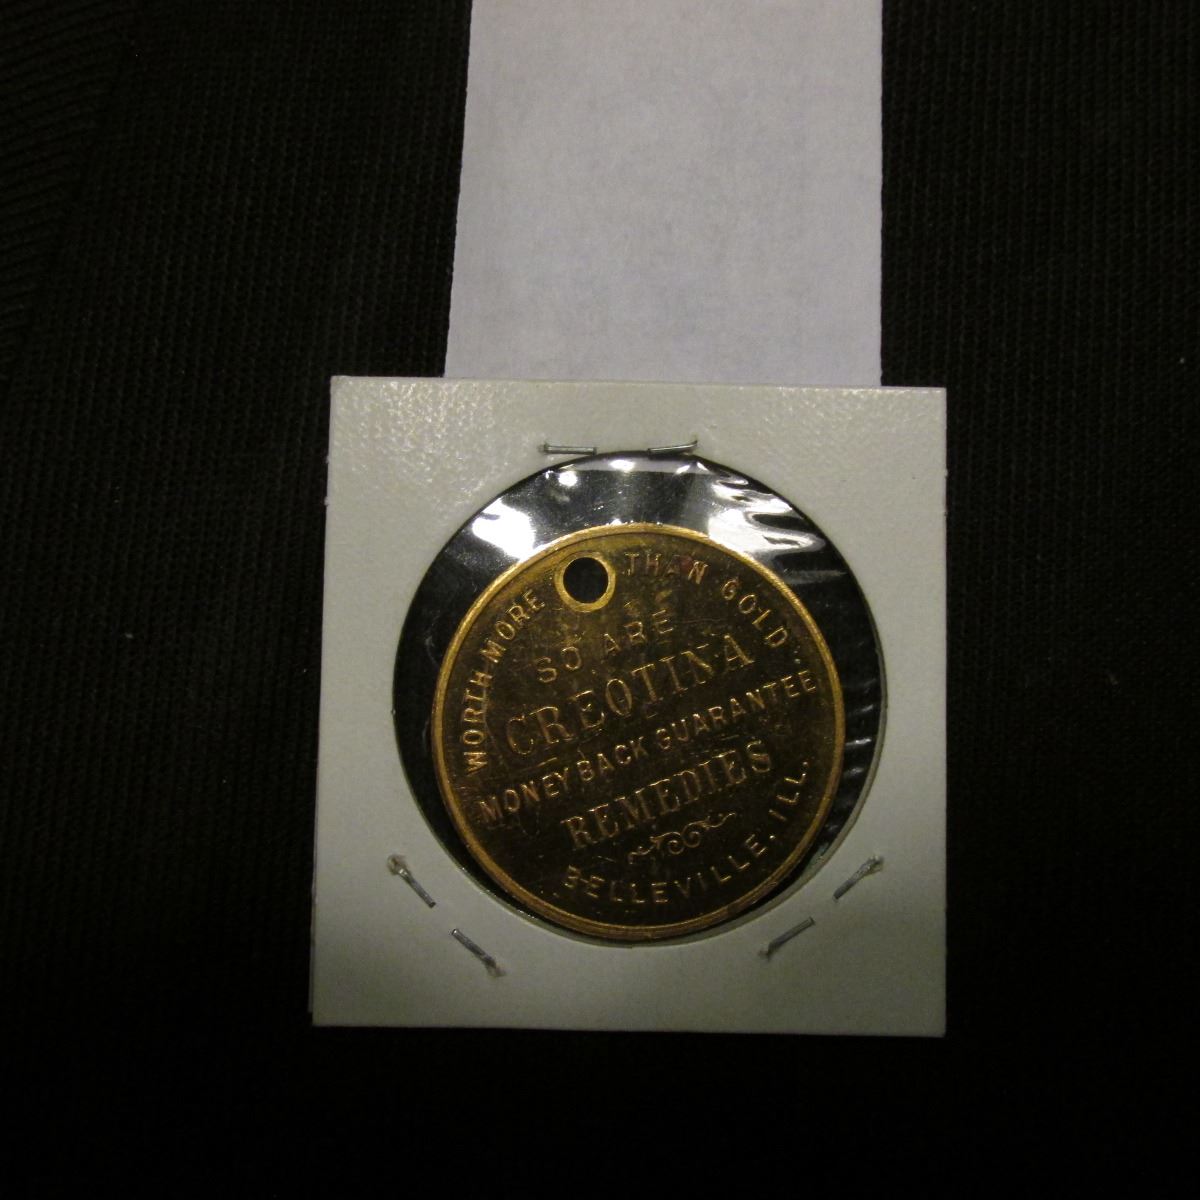 WORTH MORE THAN GOLD.
SO ARE
CREOTINA
MONEY BACK GUARANTEE
REMEDIES
BELLEVILLE, ILL.